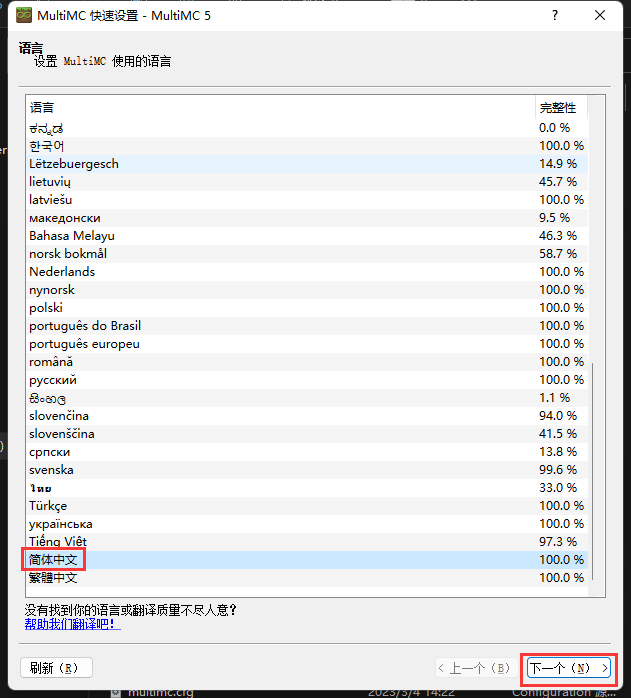 MultiMC 快速设置 - MultiMC 5
语言
设置 MultiMC 使用的语言
语言 完整性
ಕನ್ನಡ 0.0 %
한국어 100.0 %
Lëtzebuergesch 14.9 %
lietuvių 45.7 %
latviešu 100.0 %
македонски 9.5 %
Bahasa Melayu 46.3 %
norsk bokmål 58.7 %
Nederlands 100.0 %
nynorsk 100.0 %
polski 100.0 %
português do Brasil 100.0 %
português europeu 100.0 %
română 100.0 %
русский 100.0 %
සිංහල 1.1 %
slovenčina 94.0 %
slovenščina 41.5 %
српски 13.8 %
svenska 99.6 %
ไทย 33.0 %
Türkçe 100.0 %
українська 100.0 %
Tiếng Việt 97.3 %
简体中文 100.0 %
繁體中文 100.0 %
没有找到你的语言或翻译质量不尽人意？
帮助我们翻译吧！
刷新 (R) < 上一个 (B) 下一个 (N) >
multimc.cfg 2023/3/4 14:22 Configuration 源...